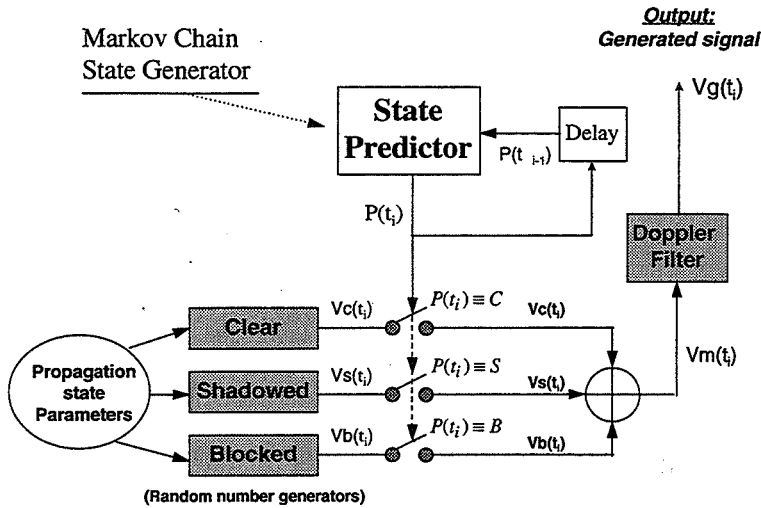 Output:
Generated signal
Markov Chain
State Generator
Vg(ti)
State
Predictor
Delay
P(t i-1)
P(ti)
Doppler
Filter
Clear
Vc(ti)
P(ti) ≡ C
Vc(ti)
Vm(ti)
Propagation
state
Parameters
Shadowed
Vs(ti)
P(ti) ≡ S
Vs(ti)
Blocked
Vb(ti)
P(ti) ≡ B
Vb(ti)
(Random number generators)